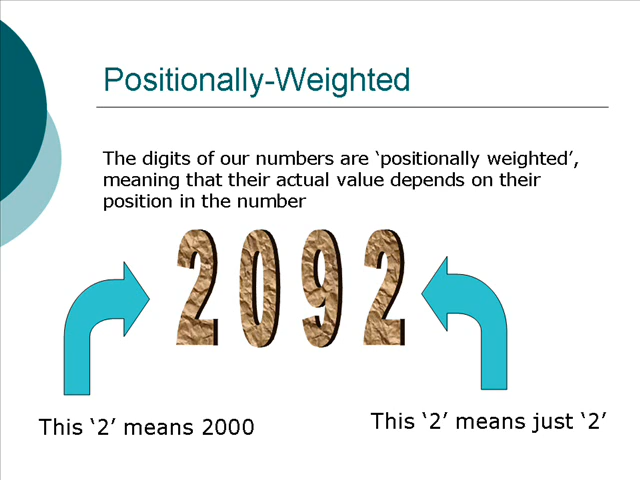 Positionally-Weighted
The digits of our numbers are ‘positionally weighted’,
meaning that their actual value depends on their
position in the number
2092
This ‘2’ means 2000
This ‘2’ means just ‘2’